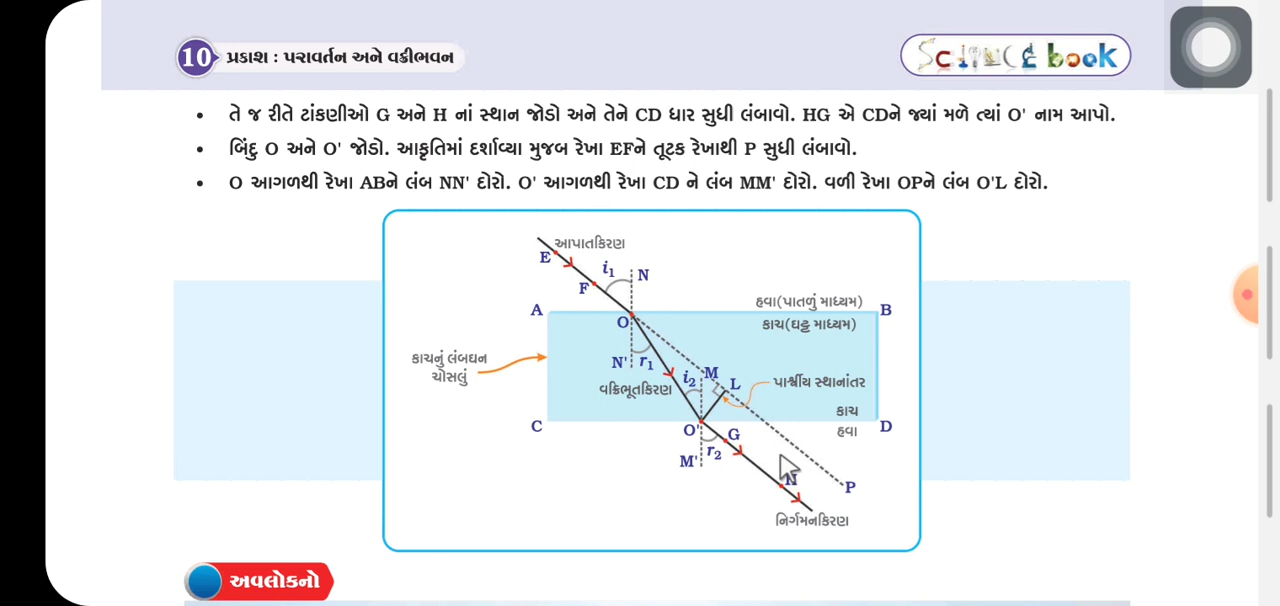 10 પ્રકાશ : પરાવર્તન અને વક્રીભવન
SCIENCE book
• તે જ રીતે ટાંકણીઓ G અને H નાં સ્થાન જોડો અને તેને CD ધાર સુધી લંબાવો. HG એ CDને જ્યાં મળે ત્યાં O' નામ આપો.
• બિંદુ O અને O' જોડો. આકૃતિમાં દર્શાવ્યા મુજબ રેખા EFને તૂટક રેખાથી P સુધી લંબાવો.
• O આગળથી રેખા ABને લંબ NN' દોરો. O' આગળથી રેખા CD ને લંબ MM' દોરો. વળી રેખા OPને લંબ O'L દોરો.
આપાતકિરણ
E
i₁ N
F
હવા(પાતળું માધ્યમ)
A B
O કાચ(ઘટ્ટ માધ્યમ)
કાચનું લંબઘન
ચોસલું
N' r₁
M
i₂ L
પાર્શ્વીય સ્થાનાંતર
વક્રિભૂતકિરણ
કાચ
C D
O' G હવા
r₂
M'
N
P
નિર્ગમનકિરણ
અવલોકનો